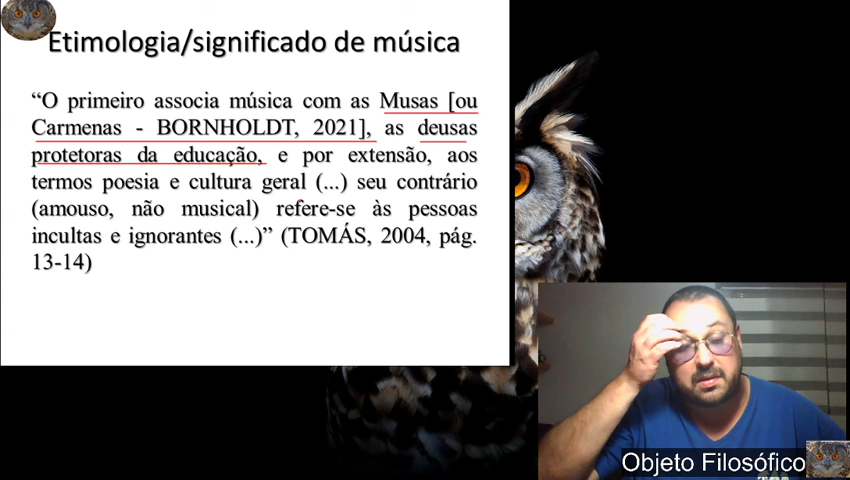 Etimologia/significado de música
“O primeiro associa música com as Musas [ou
Carmenas - BORNHOLDT, 2021], as deusas
protetoras da educação, e por extensão, aos
termos poesia e cultura geral (...) seu contrário
(amouso, não musical) refere-se às pessoas
incultas e ignorantes (...)” (TOMÁS, 2004, pág.
13-14)
Objeto Filosófico